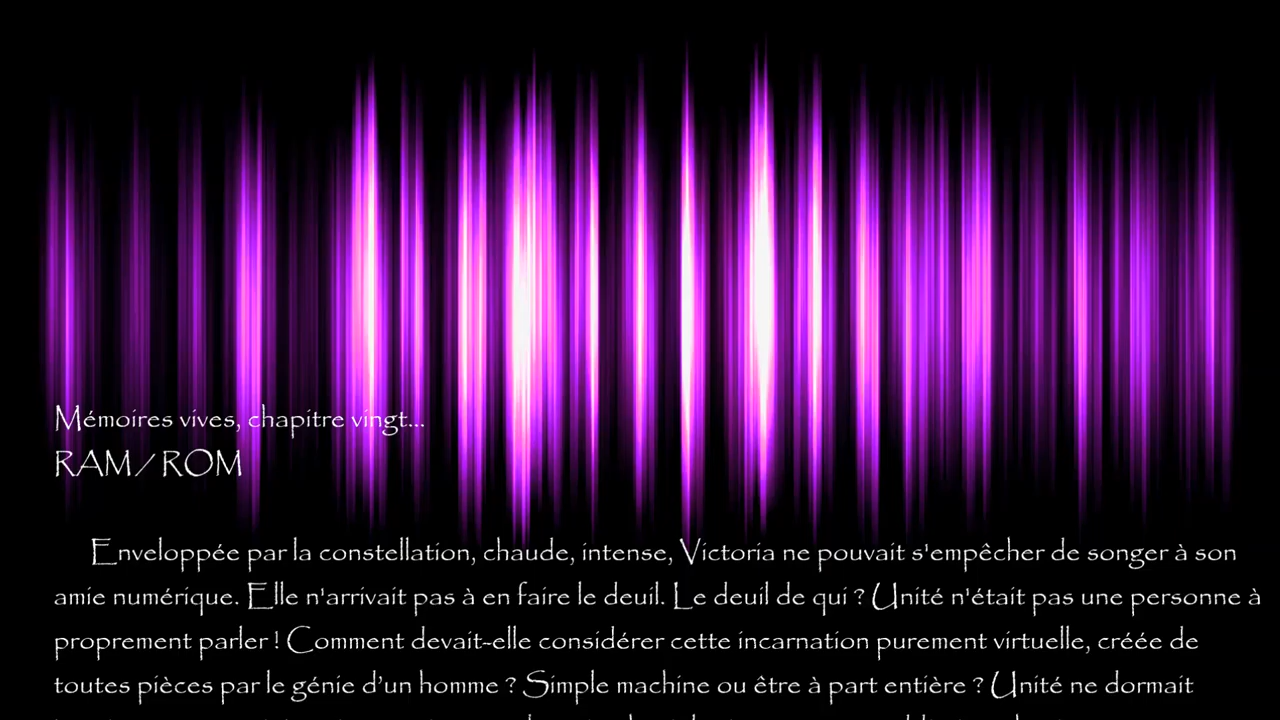 Mémoires vives, chapitre vingt...
RAM / ROM
Enveloppée par la constellation, chaude, intense, Victoria ne pouvait s'empêcher de songer à son
amie numérique. Elle n'arrivait pas à en faire le deuil. Le deuil de qui ? Unité n'était pas une personne à
proprement parler ! Comment devait-elle considérer cette incarnation purement virtuelle, créée de
toutes pièces par le génie d’un homme ? Simple machine ou être à part entière ? Unité ne dormait